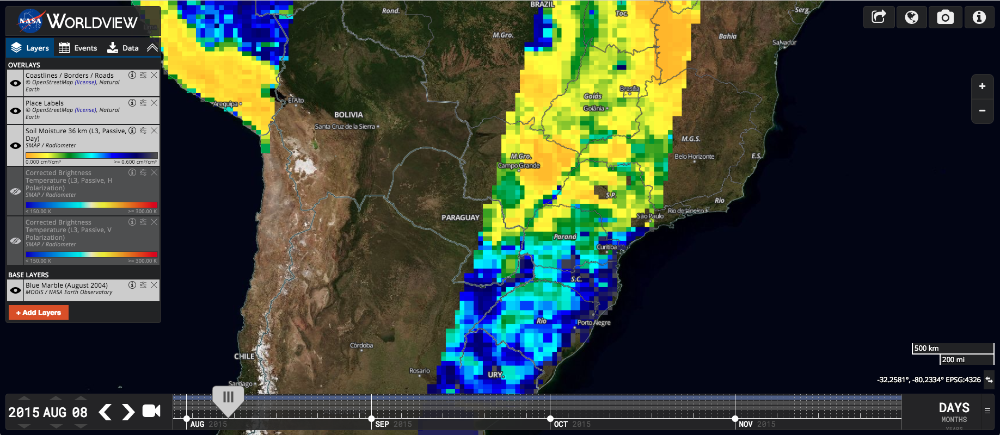 NASA WORLDVIEW
Layers Events Data
OVERLAYS
Coastlines / Borders / Roads
© OpenStreetMap (license), Natural
Earth
Place Labels
© OpenStreetMap (license), Natural
Earth
Soil Moisture 36 km (L3, Passive,
Day)
SMAP / Radiometer
0.000 cm³/cm³ >= 0.600 cm³/cm³
Corrected Brightness
Temperature (L3, Passive, H
Polarization)
SMAP / Radiometer
< 150.00 K >= 300.00 K
Corrected Brightness
Temperature (L3, Passive, V
Polarization)
SMAP / Radiometer
< 150.00 K >= 300.00 K
BASE LAYERS
Blue Marble (August 2004)
MODIS / NASA Earth Observatory
+ Add Layers
Lima
Rond.
BRAZIL
Toc.
Serg.
M.Gro.
Bahia
Salvador
Brasília
Arequipa
El Alto
Goiás
Goiânia
BOLIVIA
Santa Cruz de la Sierra
M.G.S.
Belo Horizonte
E.S.
M.Gro.
Campo Grande
S.P.
Rio
Rio de Janeiro
São Paulo
PARAGUAY
Paraná
Curitiba
S.C.
Rio
Porto Alegre
Córdoba
CHILE
Rosario
URY.
Santiago
+
−
500 km
200 mi
-32.2581°, -80.2334° EPSG:4326
2015 AUG 08
AUG 2015
SEP 2015
OCT 2015
NOV 2015
DAYS
MONTHS
YEARS